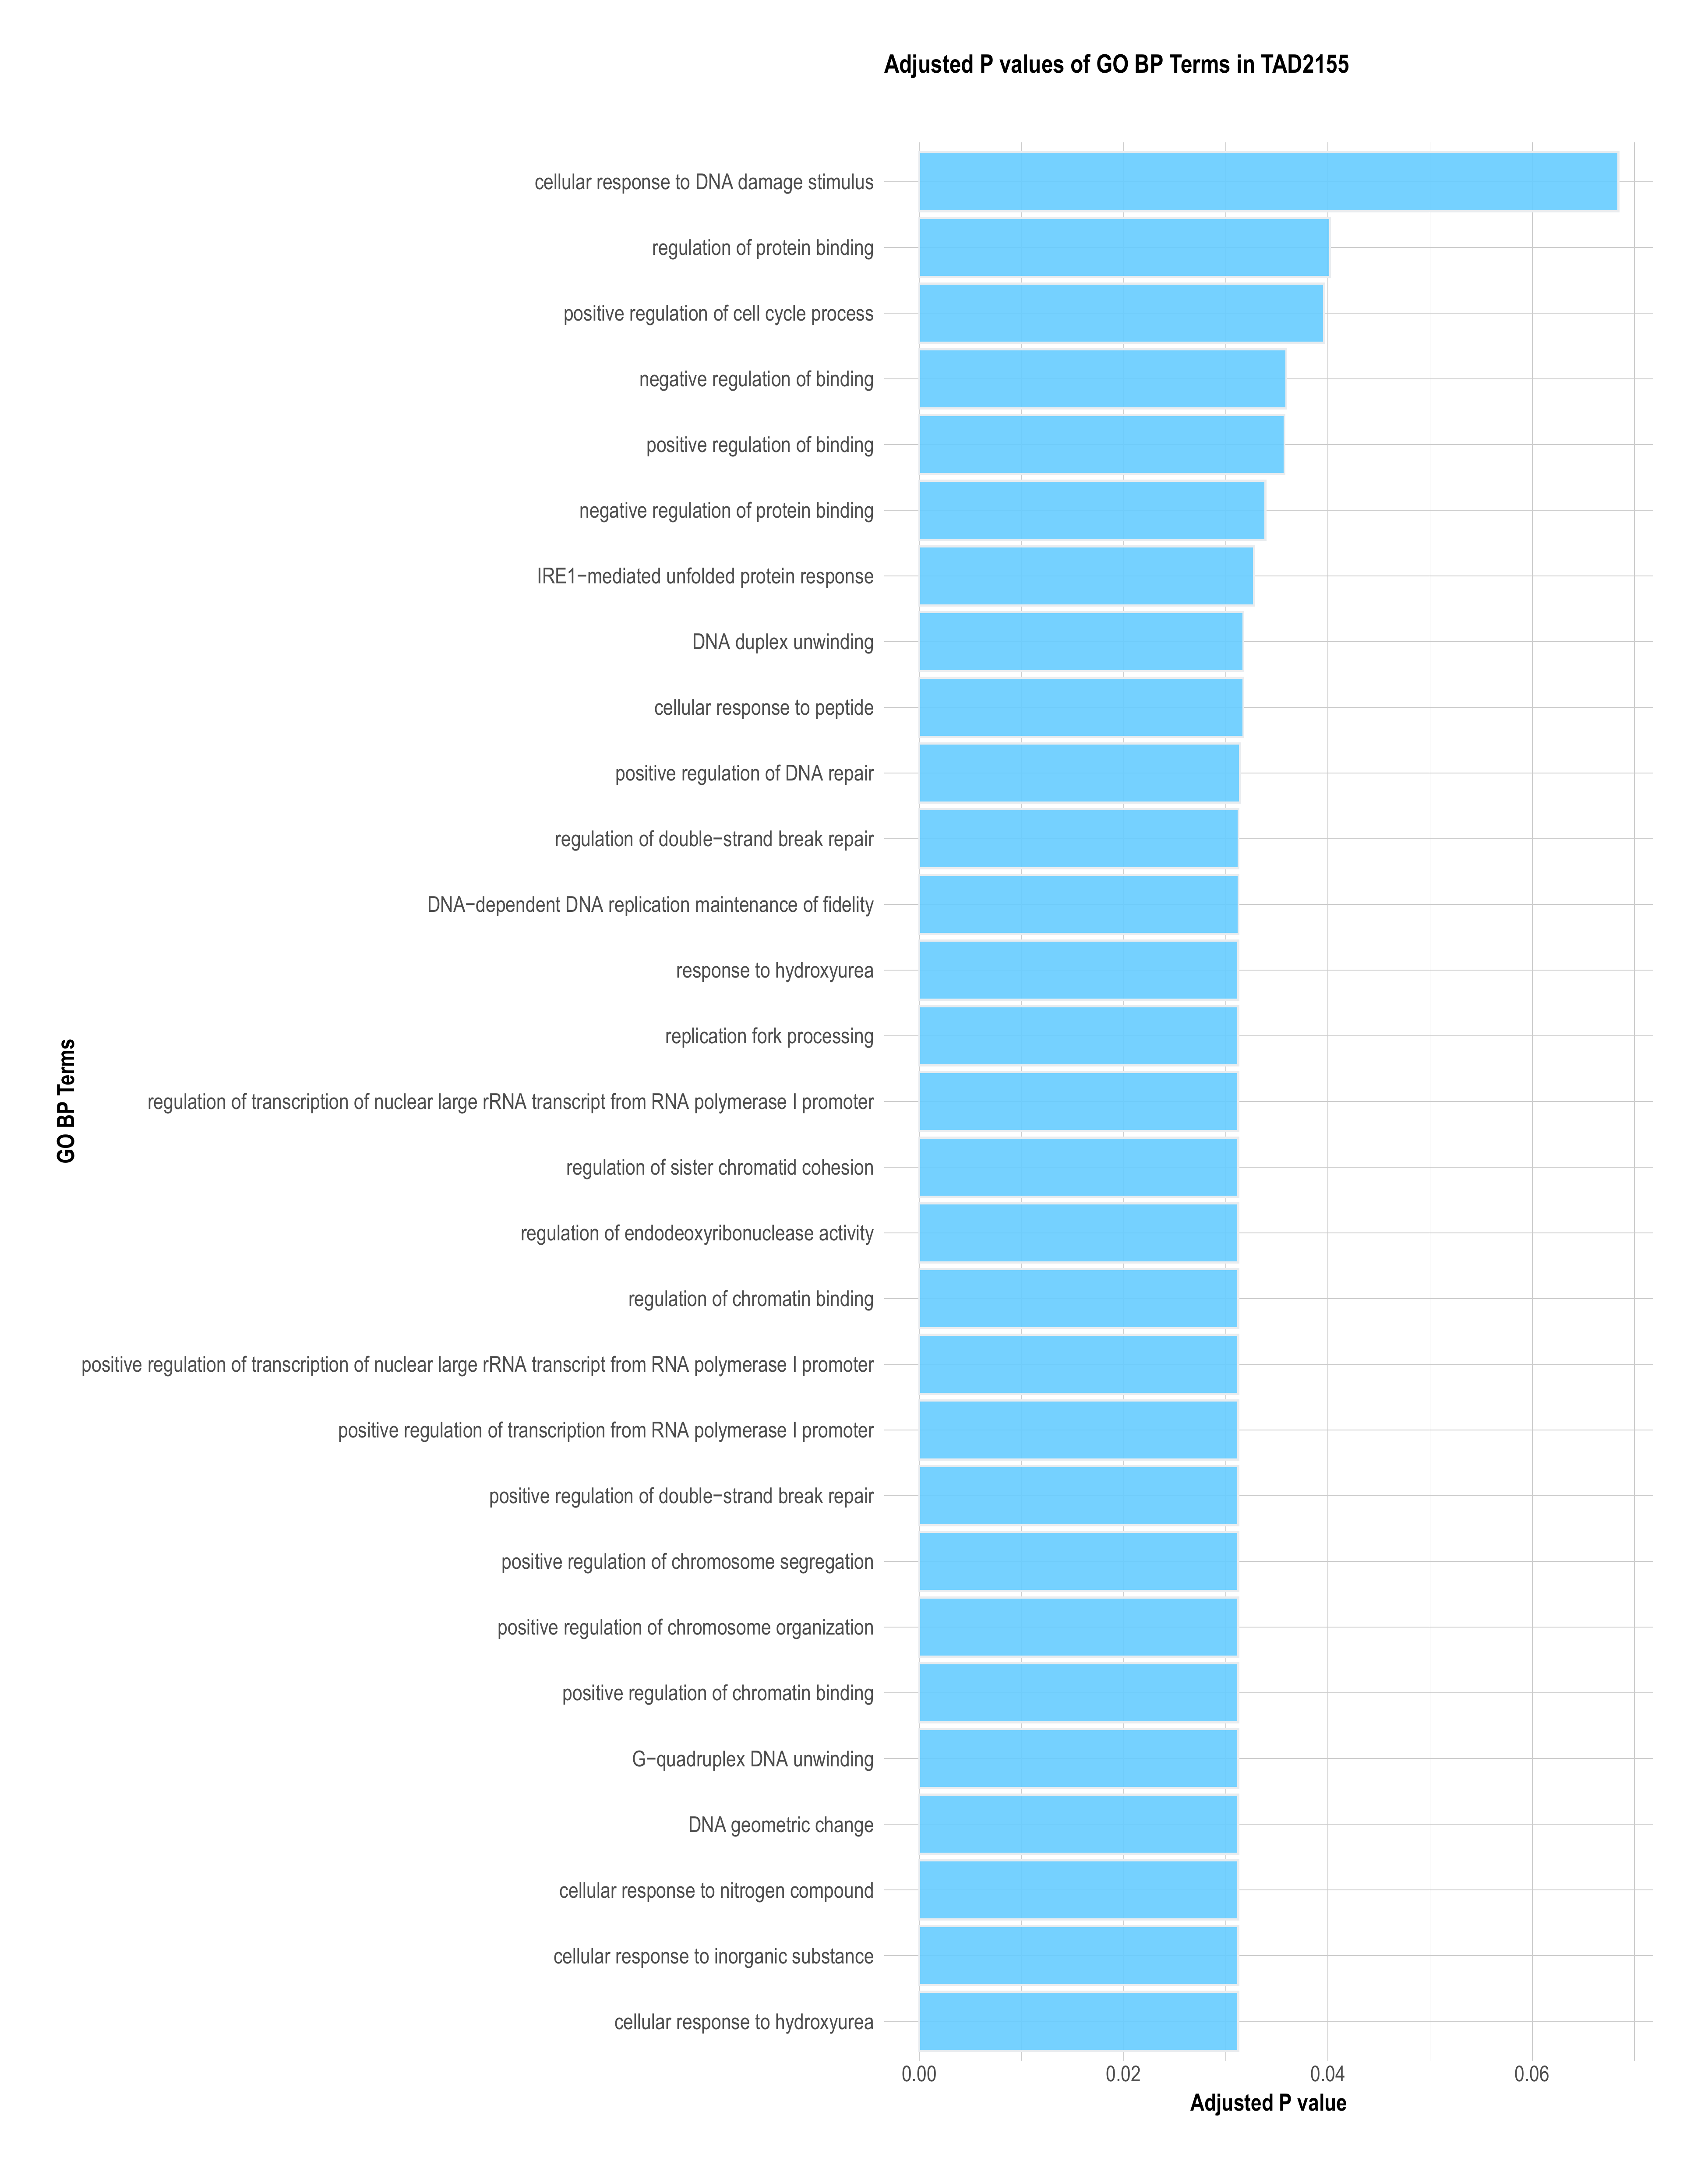 Adjusted P values of GO BP Terms in TAD2155
cellular response to DNA damage stimulus
regulation of protein binding
positive regulation of cell cycle process
negative regulation of binding
positive regulation of binding
negative regulation of protein binding
IRE1−mediated unfolded protein response
DNA duplex unwinding
cellular response to peptide
positive regulation of DNA repair
regulation of double−strand break repair
DNA−dependent DNA replication maintenance of fidelity
response to hydroxyurea
replication fork processing
regulation of transcription of nuclear large rRNA transcript from RNA polymerase I promoter
regulation of sister chromatid cohesion
regulation of endodeoxyribonuclease activity
regulation of chromatin binding
positive regulation of transcription of nuclear large rRNA transcript from RNA polymerase I promoter
positive regulation of transcription from RNA polymerase I promoter
positive regulation of double−strand break repair
positive regulation of chromosome segregation
positive regulation of chromosome organization
positive regulation of chromatin binding
G−quadruplex DNA unwinding
DNA geometric change
cellular response to nitrogen compound
cellular response to inorganic substance
cellular response to hydroxyurea
GO BP Terms
0.00 0.02 0.04 0.06
Adjusted P value